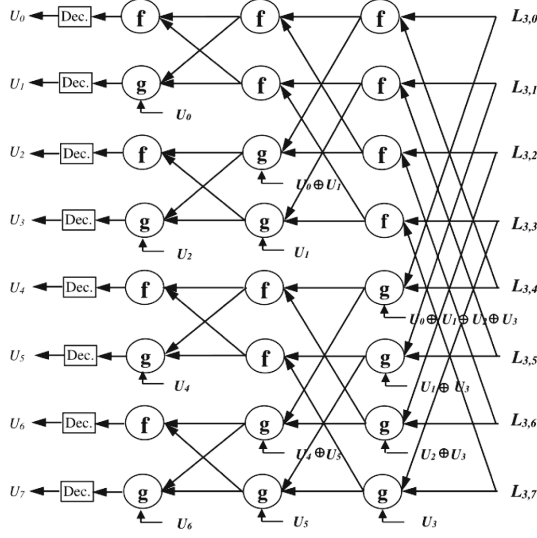 U0 Dec. f f f L3,0
U1 Dec. g f f L3,1
U0
U2 Dec. f g f L3,2
U0⊕U1
U3 Dec. g g f L3,3
U2 U1
U4 Dec. f f g L3,4
U0⊕U1⊕U2⊕U3
U5 Dec. g f g L3,5
U4 U1⊕U3
U6 Dec. f g g L3,6
U4⊕U5 U2⊕U3
U7 Dec. g g g L3,7
U6 U5 U3